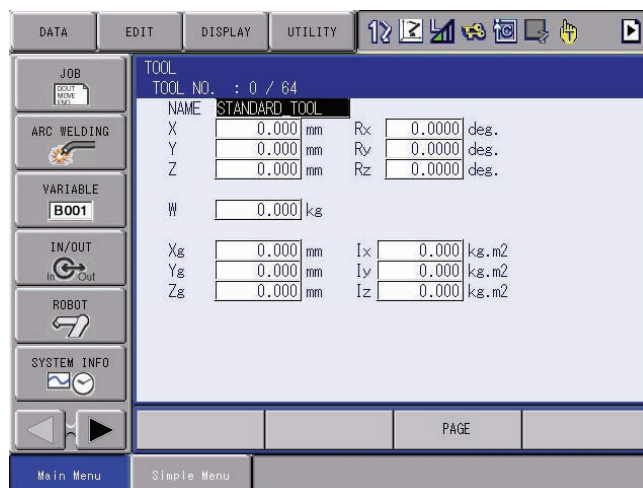 DATA EDIT DISPLAY UTILITY
JOB
DOUT
MOVE
END
ARC WELDING
VARIABLE
B001
IN/OUT
In Out
ROBOT
SYSTEM INFO
TOOL
TOOL NO. : 0 / 64
NAME STANDARD_TOOL
X 0.000 mm Rx 0.0000 deg.
Y 0.000 mm Ry 0.0000 deg.
Z 0.000 mm Rz 0.0000 deg.
W 0.000 kg
Xg 0.000 mm Ix 0.000 kg.m2
Yg 0.000 mm Iy 0.000 kg.m2
Zg 0.000 mm Iz 0.000 kg.m2
PAGE
Main Menu Simple Menu